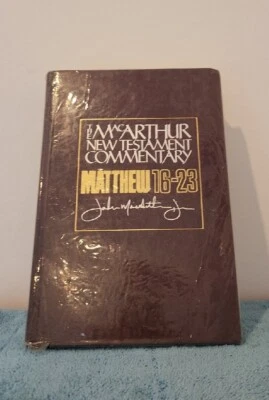 THE MACARTHUR
NEW TESTAMENT
COMMENTARY
MATTHEW 16-23
John MacArthur Jr.